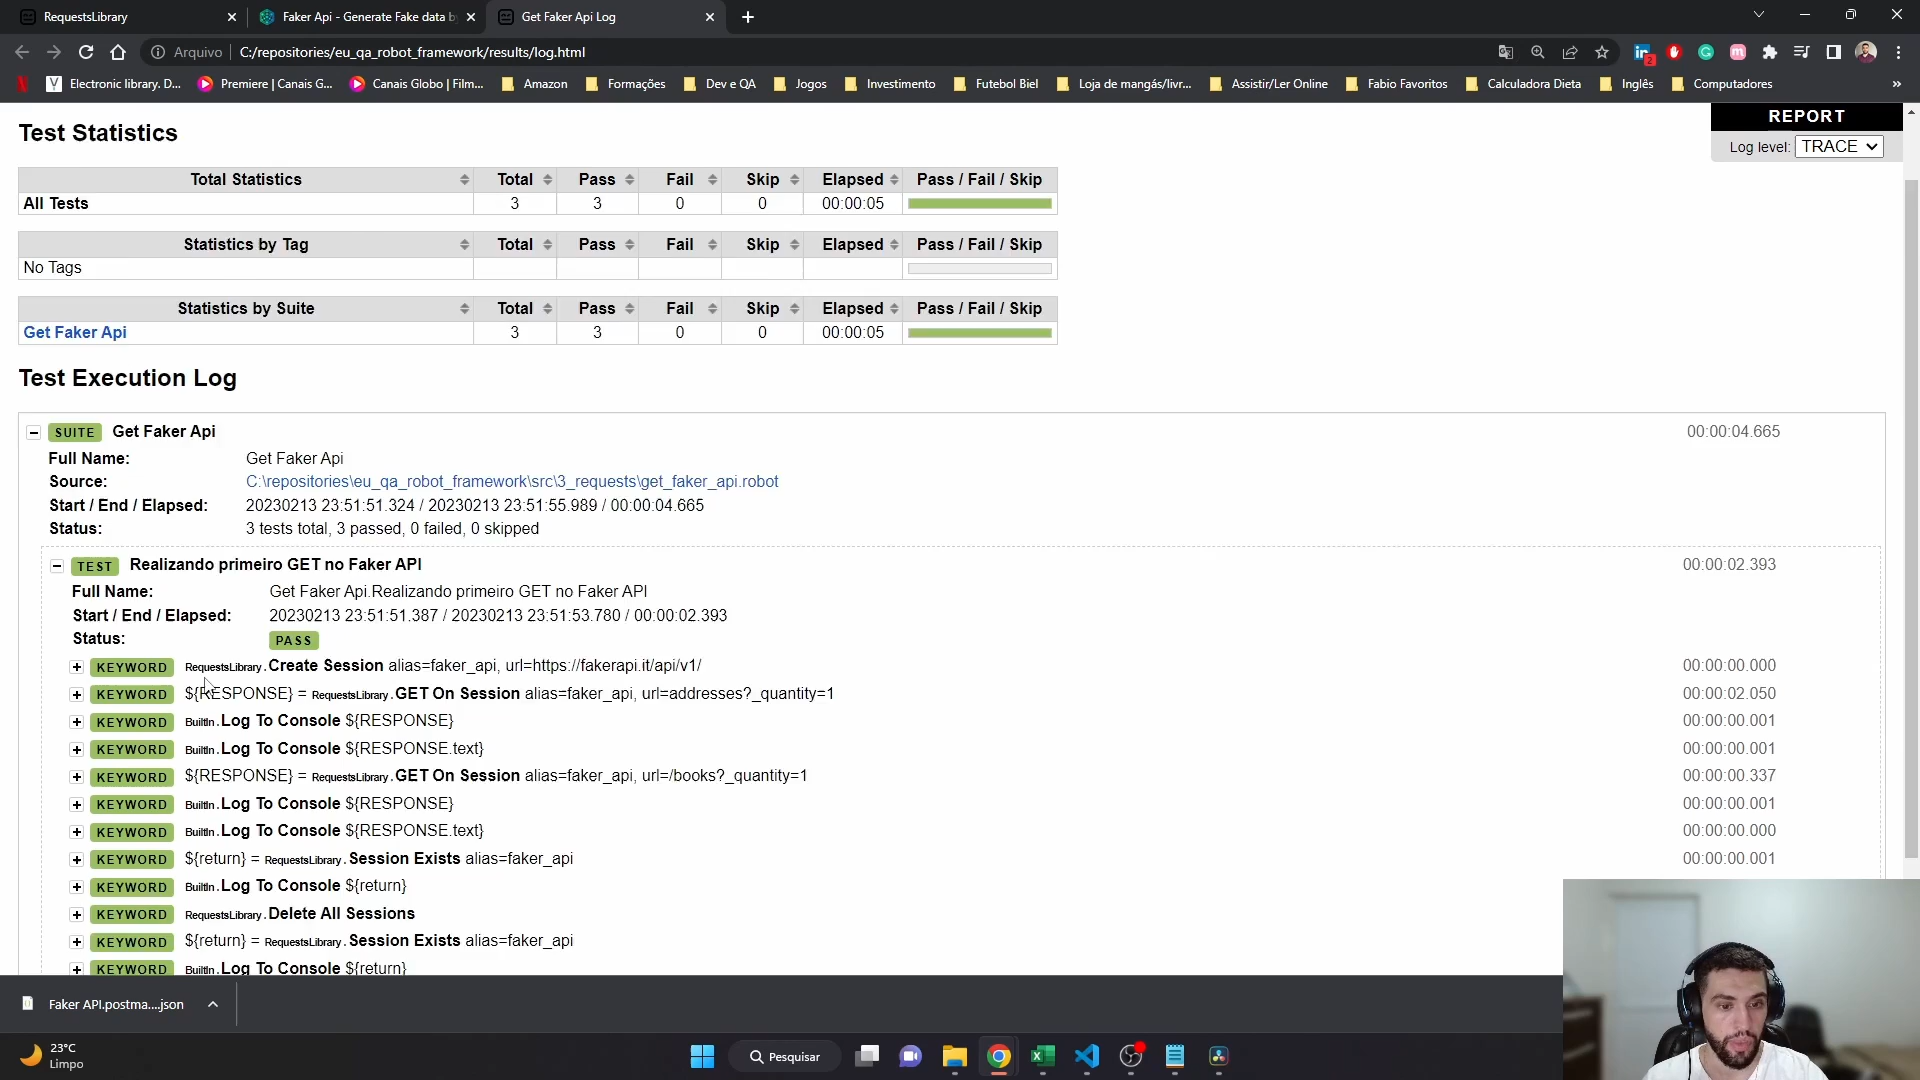 RequestsLibrary
Faker Api - Generate Fake data by
Get Faker Api Log
Arquivo
C:/repositories/eu_qa_robot_framework/results/log.html
2
Electronic library. D...
Premiere | Canais G...
Canais Globo | Film...
Amazon
Formações
Dev e QA
Jogos
Investimento
Futebol Biel
Loja de mangás/livr...
Assistir/Ler Online
Fabio Favoritos
Calculadora Dieta
Inglês
Computadores
»
REPORT
Log level: TRACE
Test Statistics
Total Statistics Total Pass Fail Skip Elapsed Pass / Fail / Skip
All Tests 3 3 0 0 00:00:05
Statistics by Tag Total Pass Fail Skip Elapsed Pass / Fail / Skip
No Tags
Statistics by Suite Total Pass Fail Skip Elapsed Pass / Fail / Skip
Get Faker Api 3 3 0 0 00:00:05
Test Execution Log
SUITE Get Faker Api 00:00:04.665
Full Name: Get Faker Api
Source: C:\repositories\eu_qa_robot_framework\src\3_requests\get_faker_api.robot
Start / End / Elapsed: 20230213 23:51:51.324 / 20230213 23:51:55.989 / 00:00:04.665
Status: 3 tests total, 3 passed, 0 failed, 0 skipped
TEST Realizando primeiro GET no Faker API 00:00:02.393
Full Name: Get Faker Api.Realizando primeiro GET no Faker API
Start / End / Elapsed: 20230213 23:51:51.387 / 20230213 23:51:53.780 / 00:00:02.393
Status: PASS
KEYWORD RequestsLibrary.Create Session alias=faker_api, url=https://fakerapi.it/api/v1/ 00:00:00.000
KEYWORD ${RESPONSE} = RequestsLibrary.GET On Session alias=faker_api, url=addresses?_quantity=1 00:00:02.050
KEYWORD BuiltIn.Log To Console ${RESPONSE} 00:00:00.001
KEYWORD BuiltIn.Log To Console ${RESPONSE.text} 00:00:00.001
KEYWORD ${RESPONSE} = RequestsLibrary.GET On Session alias=faker_api, url=/books?_quantity=1 00:00:00.337
KEYWORD BuiltIn.Log To Console ${RESPONSE} 00:00:00.001
KEYWORD BuiltIn.Log To Console ${RESPONSE.text} 00:00:00.000
KEYWORD ${return} = RequestsLibrary.Session Exists alias=faker_api 00:00:00.001
KEYWORD BuiltIn.Log To Console ${return}
KEYWORD RequestsLibrary.Delete All Sessions
KEYWORD ${return} = RequestsLibrary.Session Exists alias=faker_api
KEYWORD BuiltIn.Log To Console ${return}
Faker API.postma....json
23°C
Limpo
Pesquisar